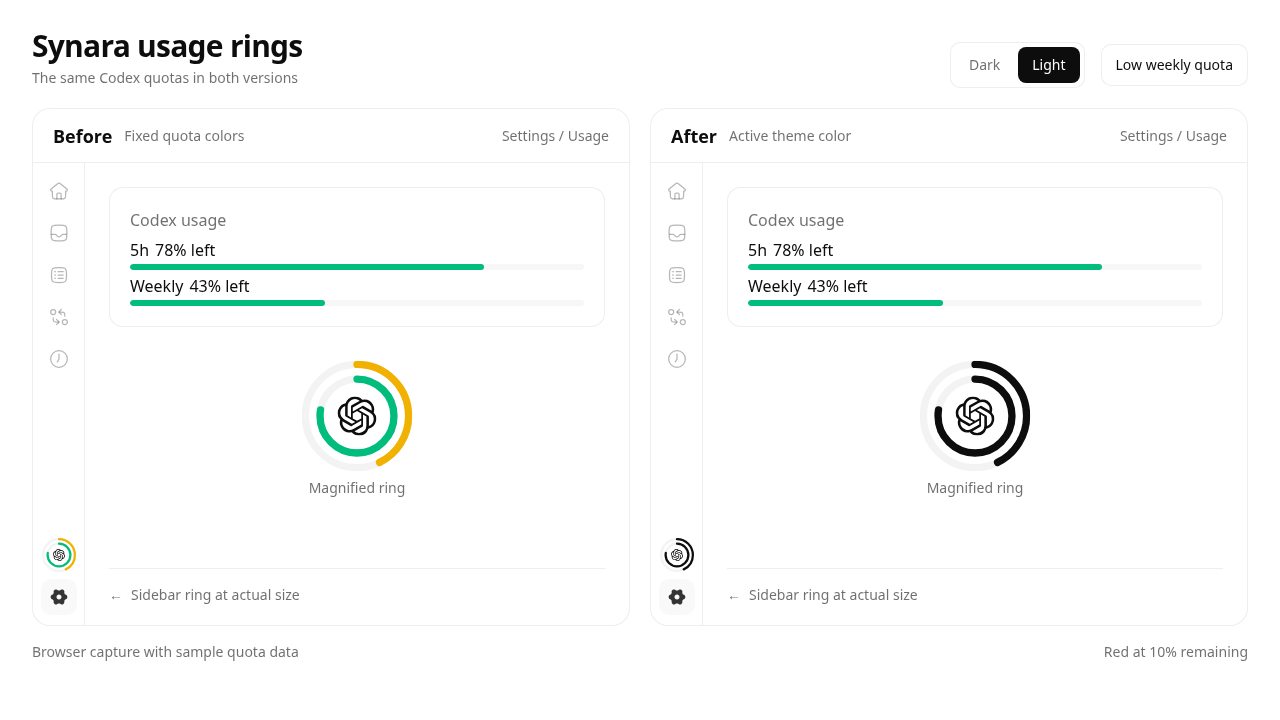 Synara usage rings
The same Codex quotas in both versions
Dark
Light
Low weekly quota
Before
Fixed quota colors
Settings / Usage
Codex usage
5h 78% left
Weekly 43% left
Magnified ring
← Sidebar ring at actual size
After
Active theme color
Settings / Usage
Codex usage
5h 78% left
Weekly 43% left
Magnified ring
← Sidebar ring at actual size
Browser capture with sample quota data
Red at 10% remaining